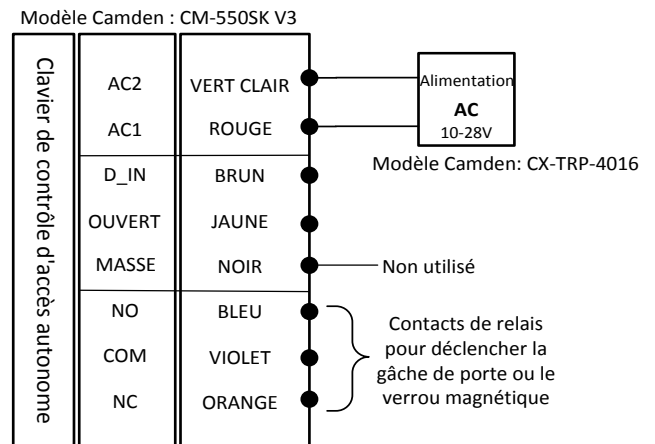 Modèle Camden : CM-550SK V3
Clavier de contrôle d'accès autonome
AC2 VERT CLAIR
AC1 ROUGE
D_IN BRUN
OUVERT JAUNE
MASSE NOIR
NO BLEU
COM VIOLET
NC ORANGE
Alimentation
AC
10-28V
Modèle Camden: CX-TRP-4016
Non utilisé
Contacts de relais
pour déclencher la
gâche de porte ou le
verrou magnétique